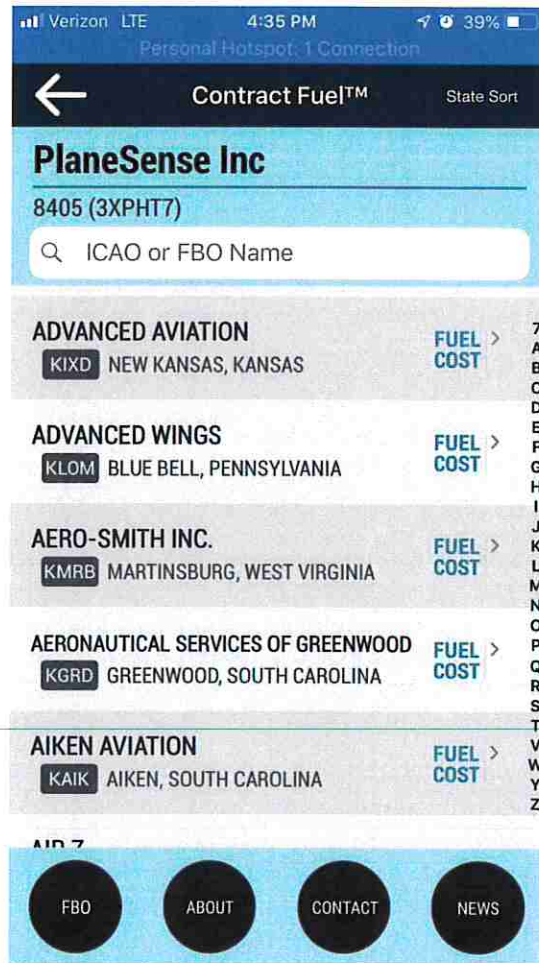 Verizon LTE 4:35 PM 39%
Personal Hotspot: 1 Connection
Contract Fuel™ State Sort
PlaneSense Inc
8405 (3XPHT7)
ICAO or FBO Name
ADVANCED AVIATION FUEL COST >
KIXD NEW KANSAS, KANSAS
ADVANCED WINGS FUEL COST >
KLOM BLUE BELL, PENNSYLVANIA
AERO-SMITH INC. FUEL COST >
KMRB MARTINSBURG, WEST VIRGINIA
AERONAUTICAL SERVICES OF GREENWOOD FUEL COST >
KGRD GREENWOOD, SOUTH CAROLINA
AIKEN AVIATION FUEL COST >
KAIK AIKEN, SOUTH CAROLINA
AIR 7
7
A
B
C
D
E
F
G
H
I
J
K
L
M
N
O
P
Q
R
S
T
V
W
Y
Z
FBO ABOUT CONTACT NEWS